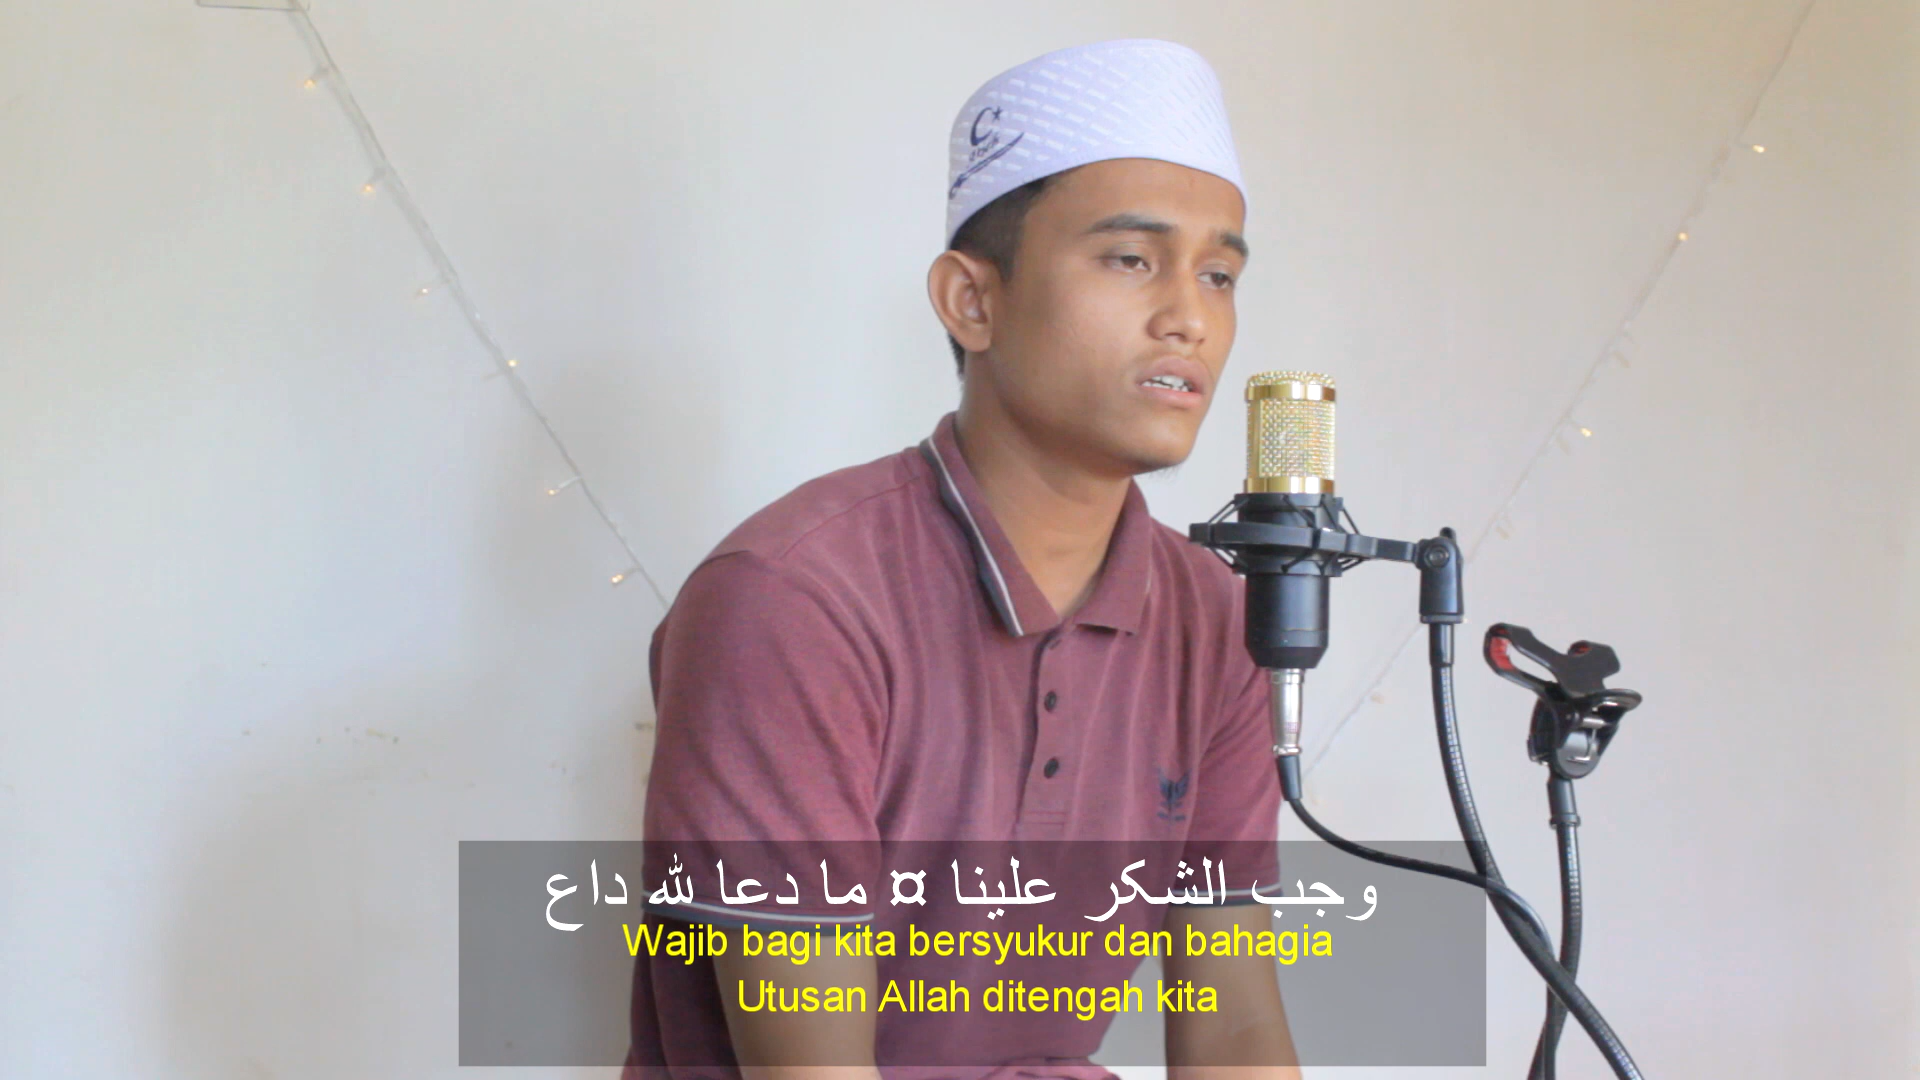 وجب الشكر علينا ¤ ما دعا لله داع
Wajib bagi kita bersyukur dan bahagia
Utusan Allah ditengah kita